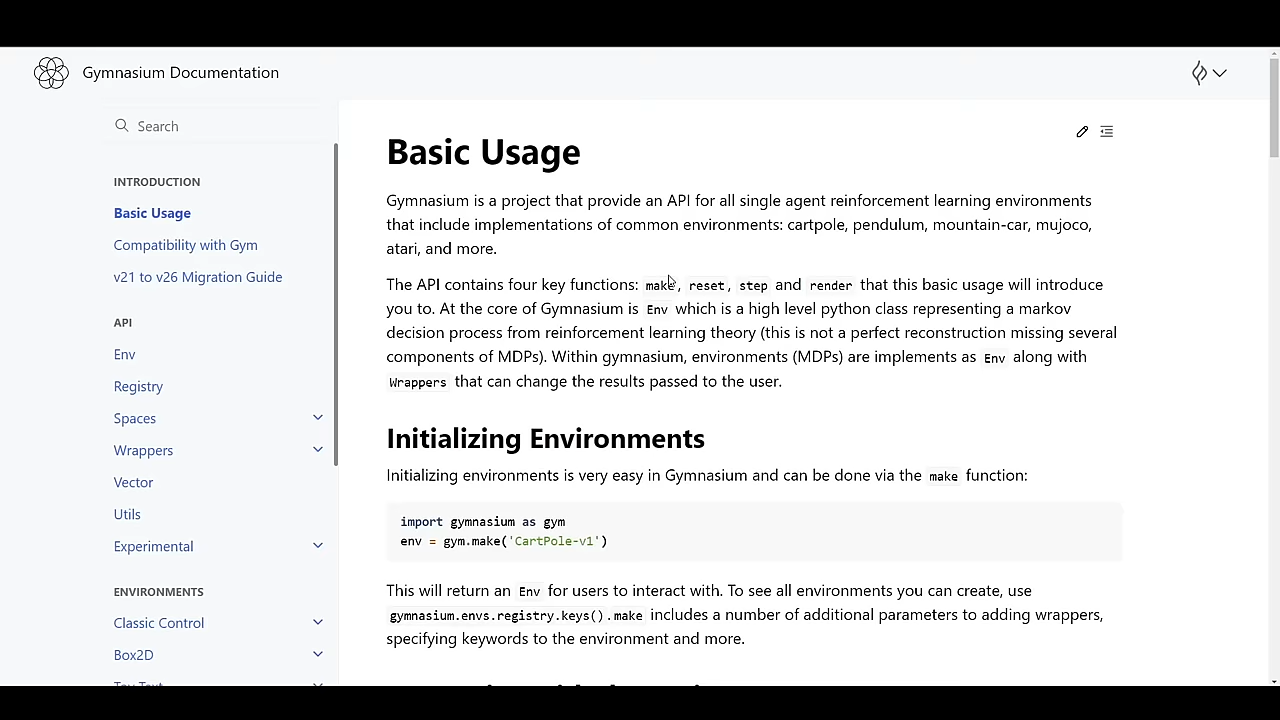 Gymnasium Documentation
Search
INTRODUCTION
Basic Usage
Compatibility with Gym
v21 to v26 Migration Guide
API
Env
Registry
Spaces
Wrappers
Vector
Utils
Experimental
ENVIRONMENTS
Classic Control
Box2D
Basic Usage
Gymnasium is a project that provide an API for all single agent reinforcement learning environments
that include implementations of common environments: cartpole, pendulum, mountain-car, mujoco,
atari, and more.
The API contains four key functions: make, reset, step and render that this basic usage will introduce
you to. At the core of Gymnasium is Env which is a high level python class representing a markov
decision process from reinforcement learning theory (this is not a perfect reconstruction missing several
components of MDPs). Within gymnasium, environments (MDPs) are implements as Env along with
Wrappers that can change the results passed to the user.
Initializing Environments
Initializing environments is very easy in Gymnasium and can be done via the make function:
import gymnasium as gym
env = gym.make('CartPole-v1')
This will return an Env for users to interact with. To see all environments you can create, use
gymnasium.envs.registry.keys().make includes a number of additional parameters to adding wrappers,
specifying keywords to the environment and more.